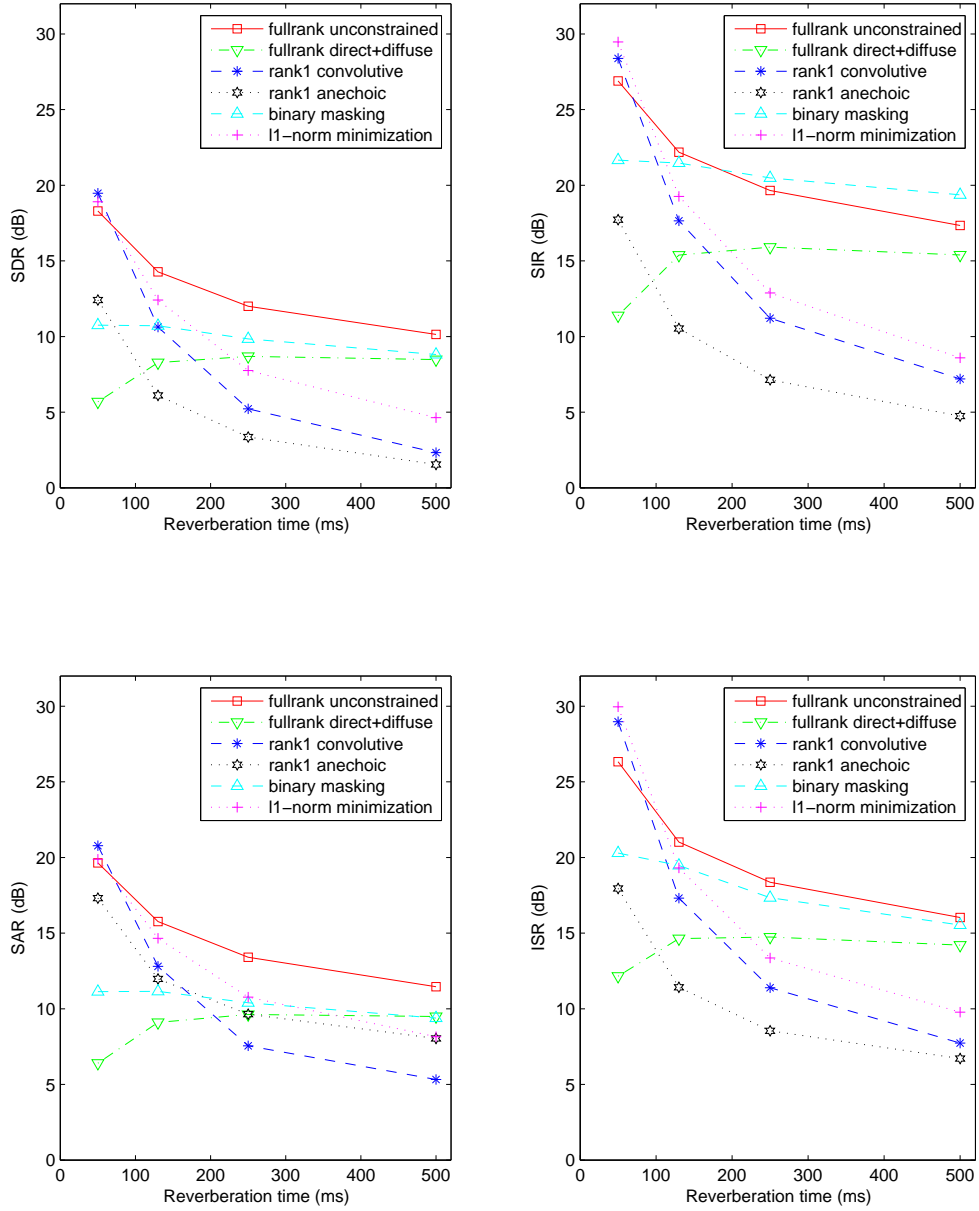 30
25
20
15
10
5
0
SDR (dB)
fullrank unconstrained
fullrank direct+diffuse
rank1 convolutive
rank1 anechoic
binary masking
l1−norm minimization
0 100 200 300 400 500
Reverberation time (ms)
30
25
20
15
10
5
0
SIR (dB)
fullrank unconstrained
fullrank direct+diffuse
rank1 convolutive
rank1 anechoic
binary masking
l1−norm minimization
0 100 200 300 400 500
Reverberation time (ms)
30
25
20
15
10
5
0
SAR (dB)
fullrank unconstrained
fullrank direct+diffuse
rank1 convolutive
rank1 anechoic
binary masking
l1−norm minimization
0 100 200 300 400 500
Reverberation time (ms)
30
25
20
15
10
5
0
ISR (dB)
fullrank unconstrained
fullrank direct+diffuse
rank1 convolutive
rank1 anechoic
binary masking
l1−norm minimization
0 100 200 300 400 500
Reverberation time (ms)